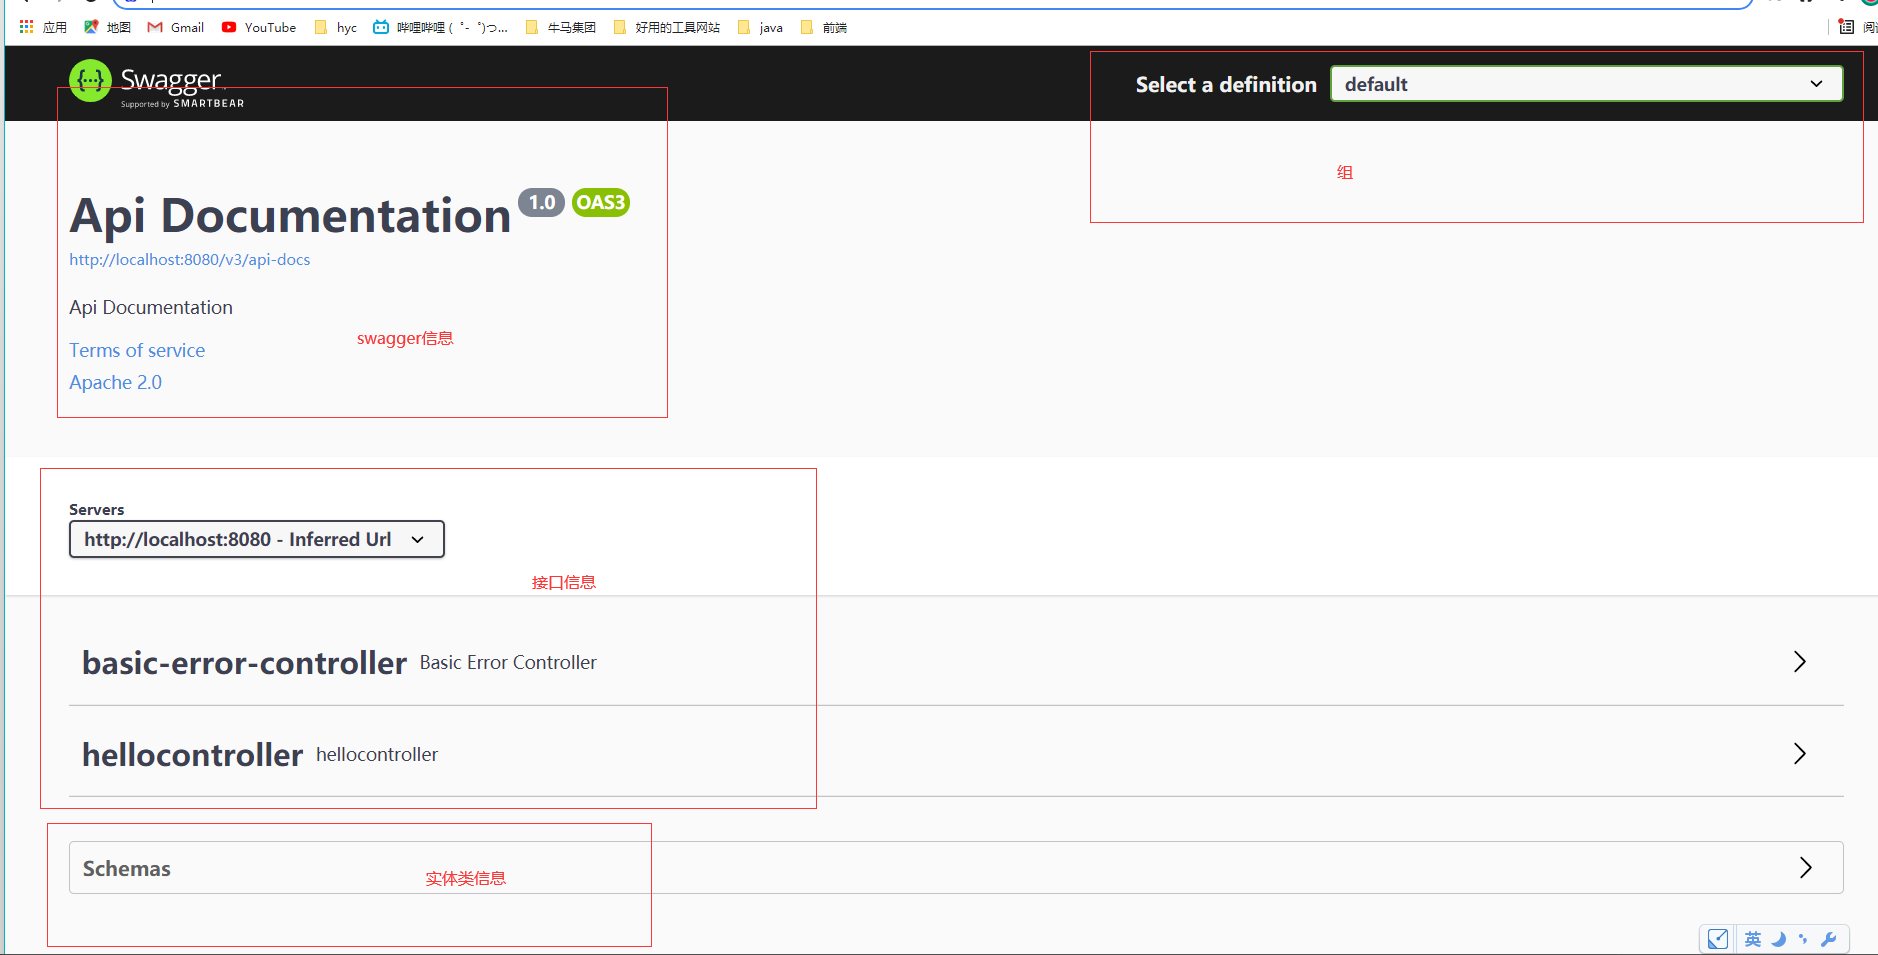 应用 地图 Gmail YouTube hyc 哔哩哔哩 ( ゜- ゜)つ... 牛马集团 好用的工具网站 java 前端
Swagger
Supported by SMARTBEAR
Select a definition default
组
Api Documentation 1.0 OAS3
http://localhost:8080/v3/api-docs
Api Documentation
swagger信息
Terms of service
Apache 2.0
Servers
http://localhost:8080 - Inferred Url
接口信息
basic-error-controller Basic Error Controller
hellocontroller hellocontroller
Schemas
实体类信息
英